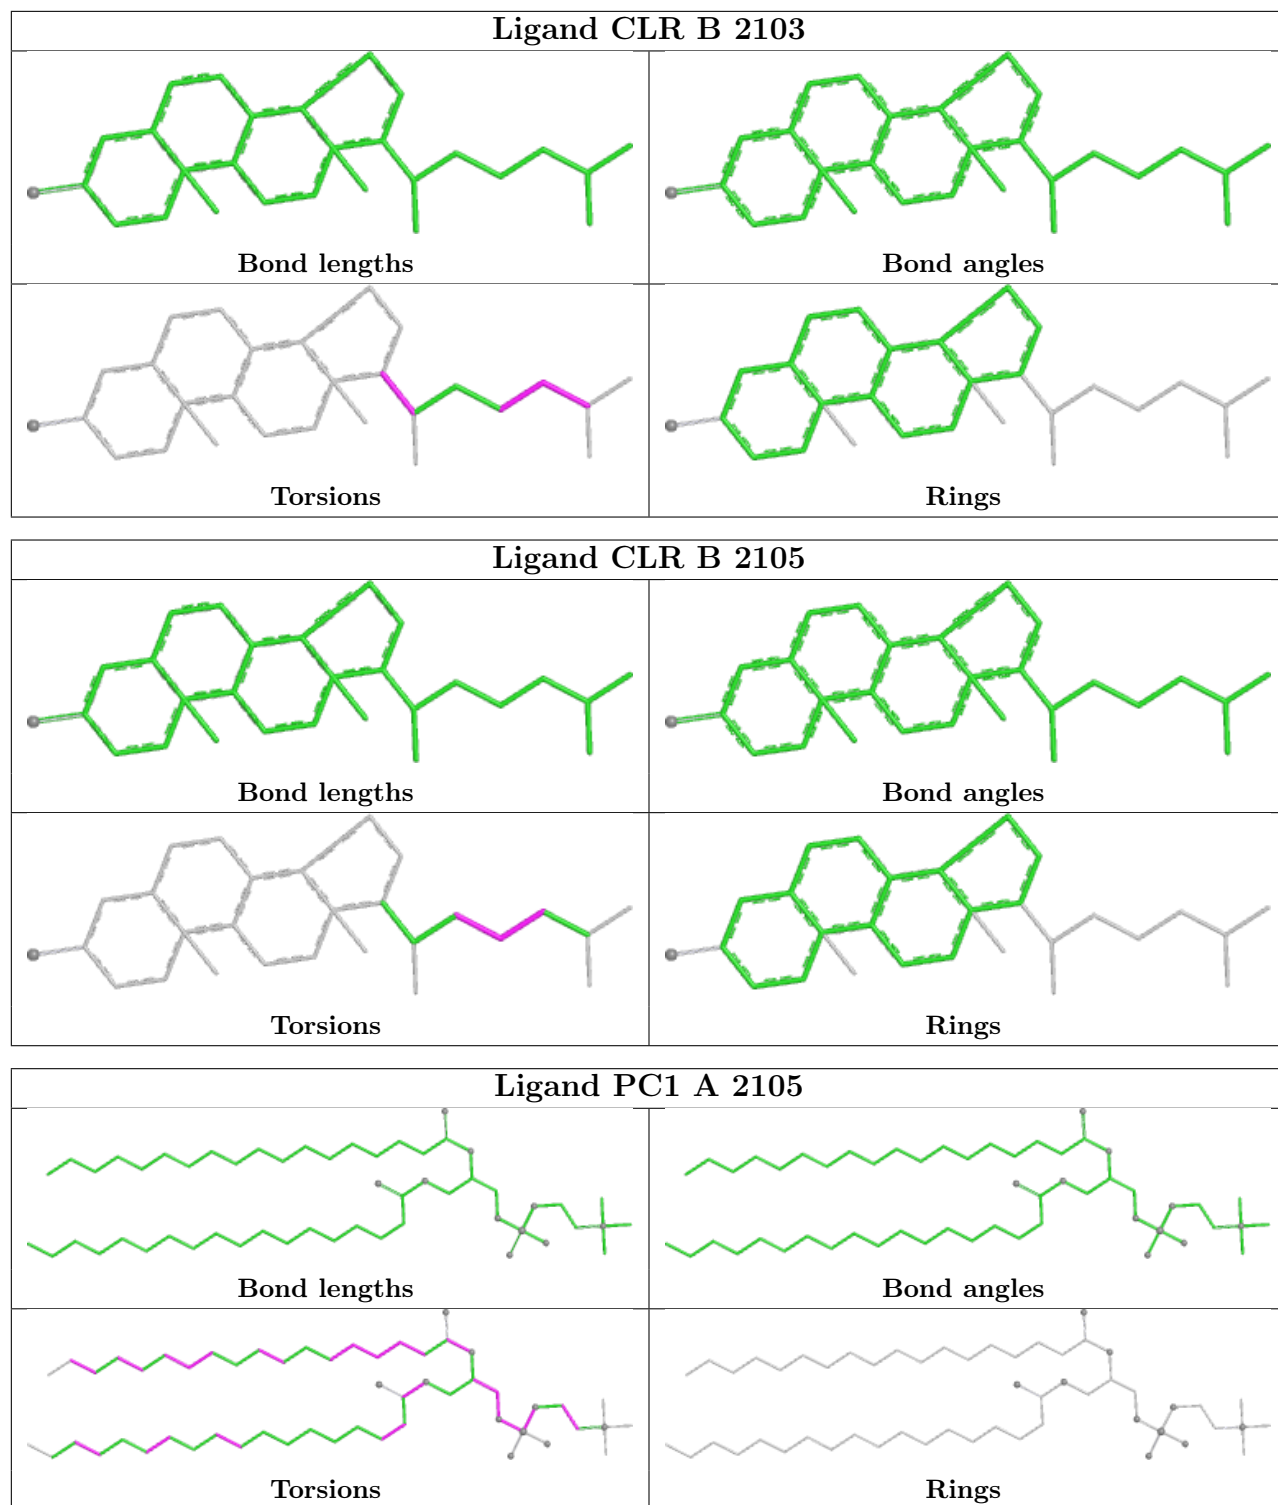 Ligand CLR B 2103
Bond lengths
Bond angles
Torsions
Rings
Ligand CLR B 2105
Bond lengths
Bond angles
Torsions
Rings
Ligand PC1 A 2105
Bond lengths
Bond angles
Torsions
Rings